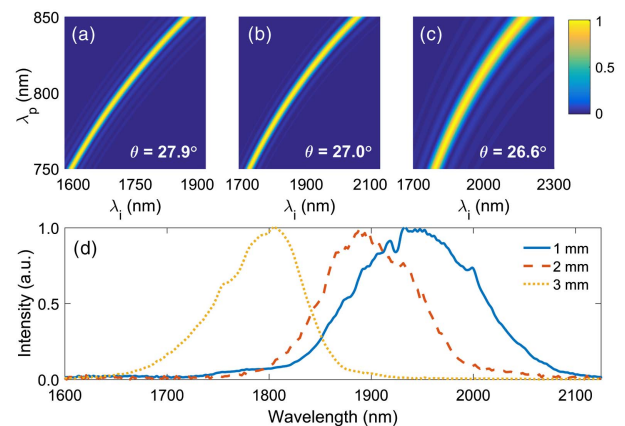 850
800
750
λp (nm)
(a)
θ = 27.9°
1600 1750 1900
λi (nm)
(b)
θ = 27.0°
1700 1900 2100
λi (nm)
(c)
θ = 26.6°
1700 2000 2300
λi (nm)
1
0.5
0
(d)
1.0
0.5
0.0
Intensity (a.u.)
1 mm
2 mm
3 mm
1600 1700 1800 1900 2000 2100
Wavelength (nm)